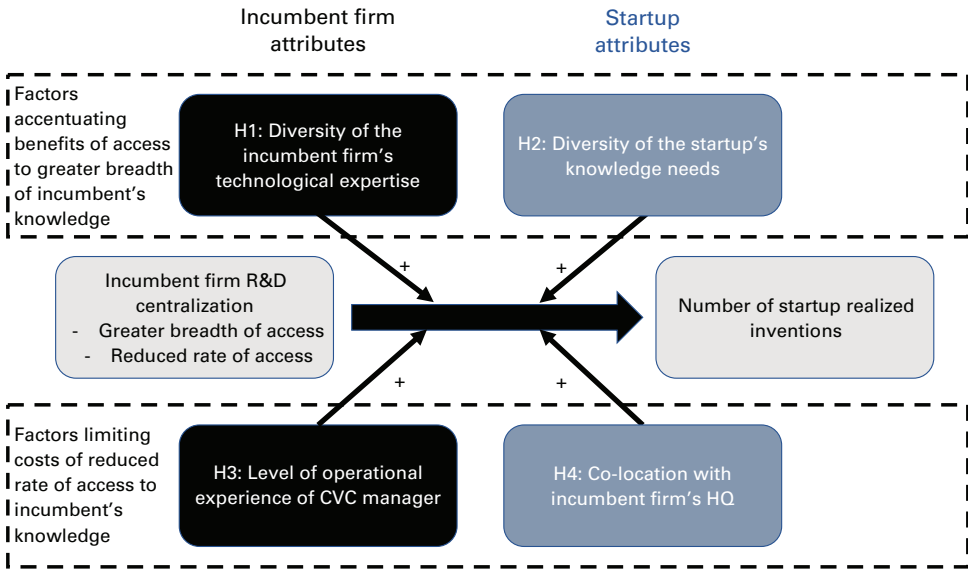 Incumbent firm
attributes
Startup
attributes
Factors
accentuating
benefits of access
to greater breadth
of incumbent's
knowledge
H1: Diversity of the
incumbent firm's
technological expertise
H2: Diversity of the startup's
knowledge needs
+
+
Incumbent firm R&D
centralization
- Greater breadth of access
- Reduced rate of access
Number of startup realized
inventions
+
+
Factors limiting
costs of reduced
rate of access to
incumbent's
knowledge
H3: Level of operational
experience of CVC manager
H4: Co-location with
incumbent firm's HQ